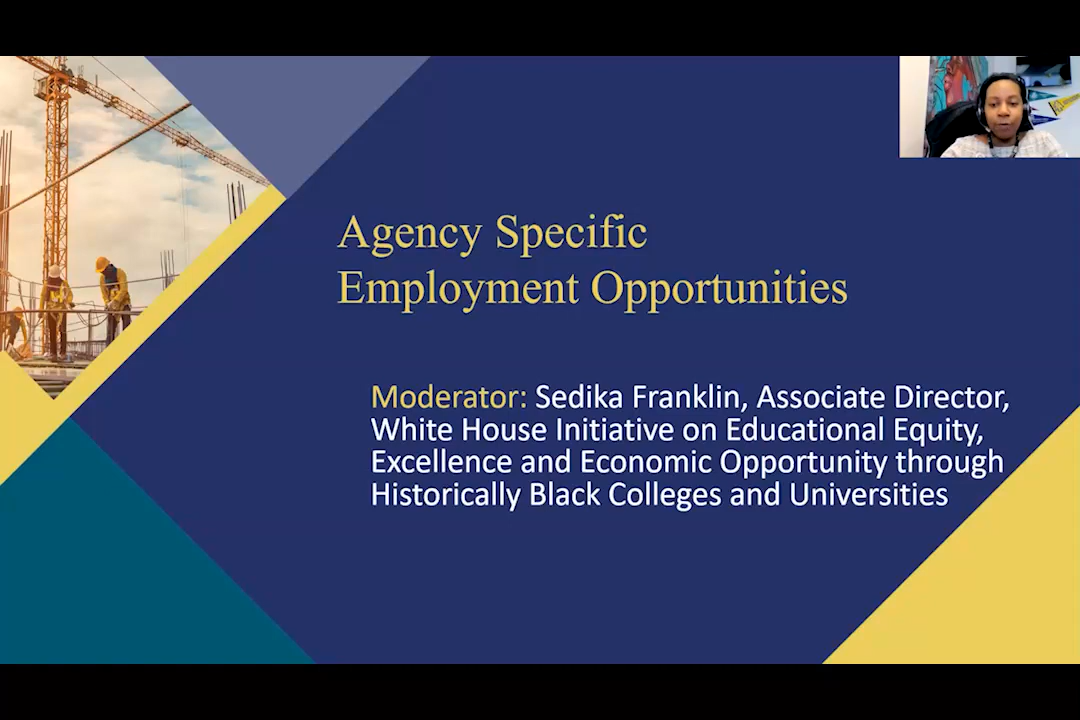 Agency Specific
Employment Opportunities
Moderator: Sedika Franklin, Associate Director,
White House Initiative on Educational Equity,
Excellence and Economic Opportunity through
Historically Black Colleges and Universities